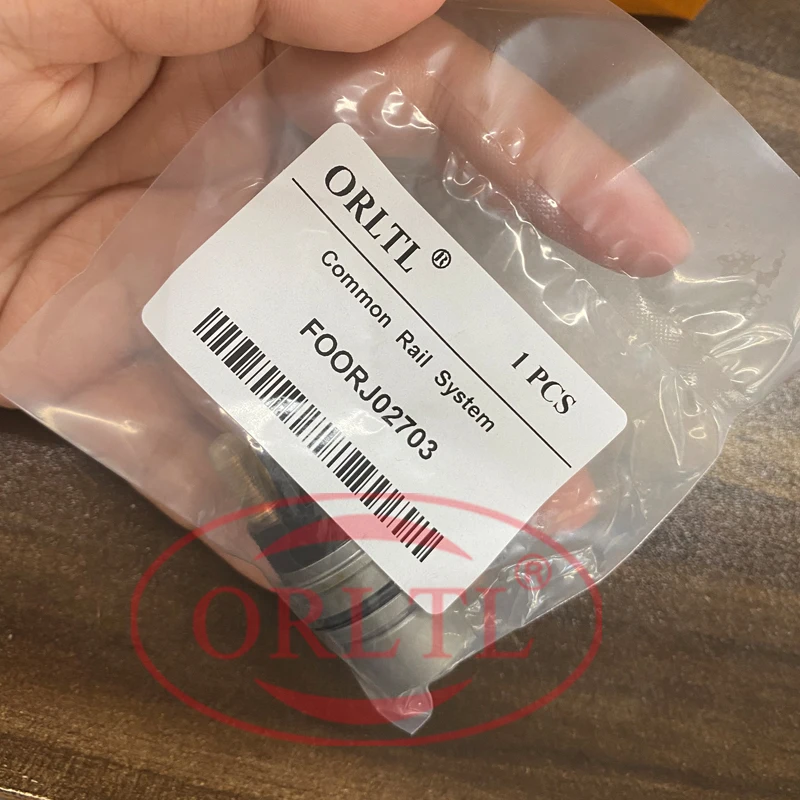 ORLTL ®
Common Rail System
1 PCS
FOORJ02703
ORLTL ®